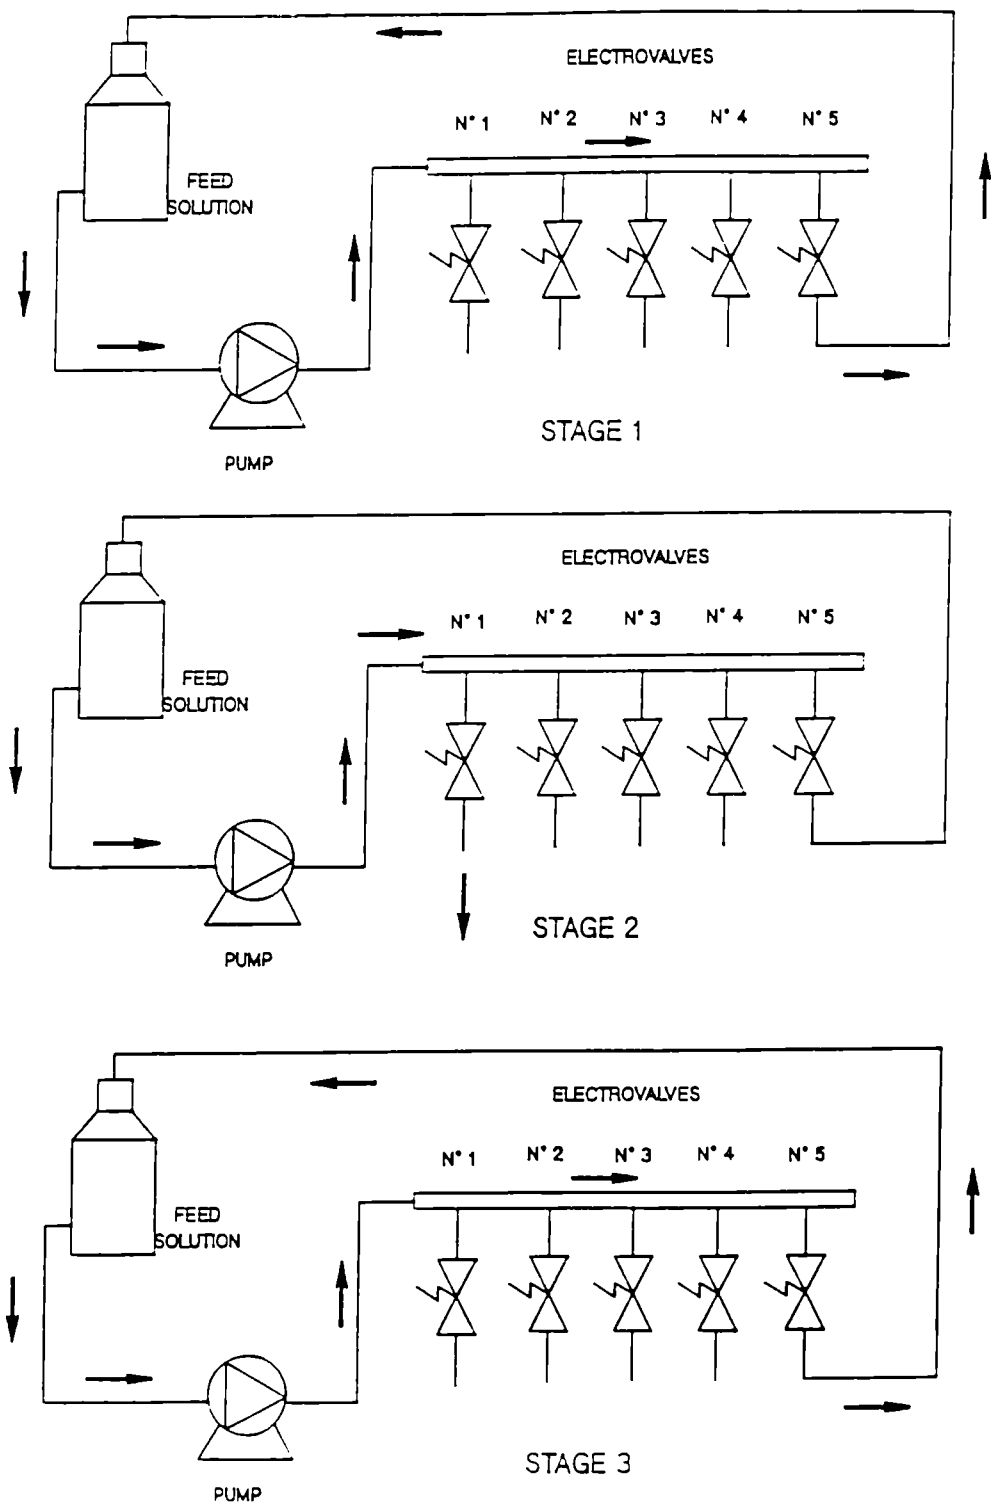 ELECTROVALVES
N° 1 N° 2 N° 3 N° 4 N° 5
FEED
SOLUTION
STAGE 1
PUMP
ELECTROVALVES
N° 1 N° 2 N° 3 N° 4 N° 5
FEED
SOLUTION
STAGE 2
PUMP
ELECTROVALVES
N° 1 N° 2 N° 3 N° 4 N° 5
FEED
SOLUTION
STAGE 3
PUMP